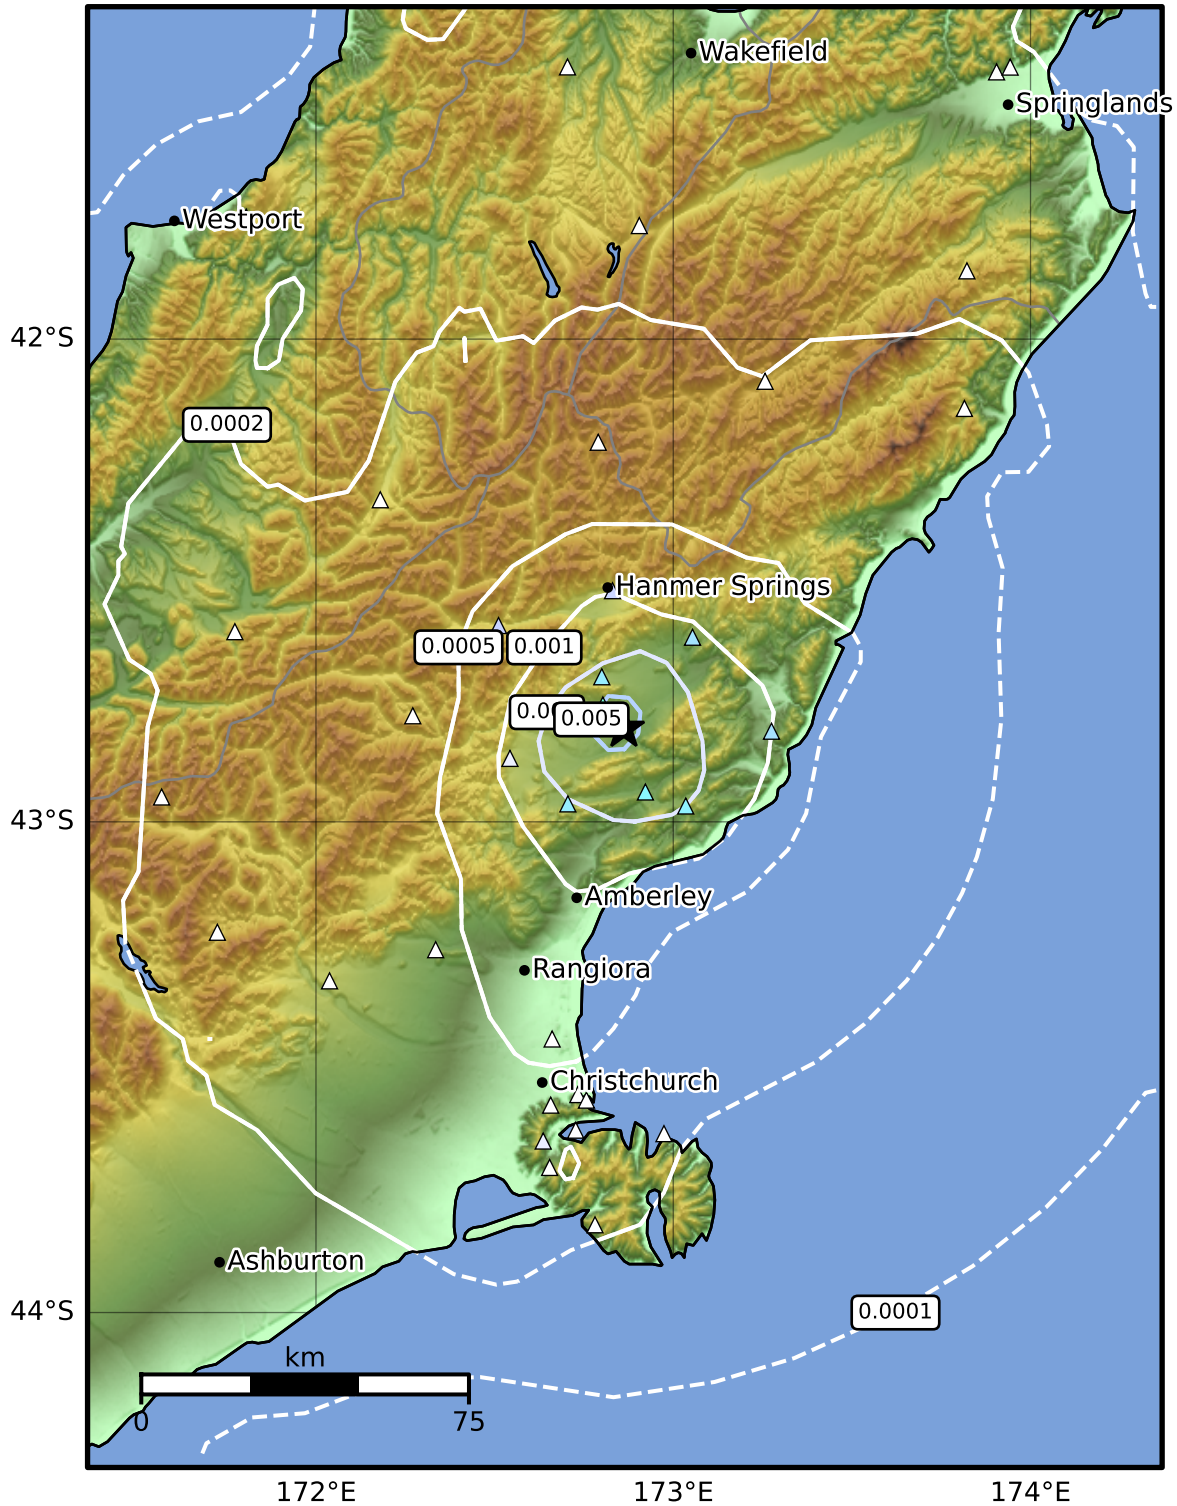 Wakefield
Springlands
Westport
42°S
0.0002
Hanmer Springs
0.0005
0.001
0.005
43°S
Amberley
Rangiora
Christchurch
Ashburton
44°S
0.0001
km
0
75
172°E
173°E
174°E